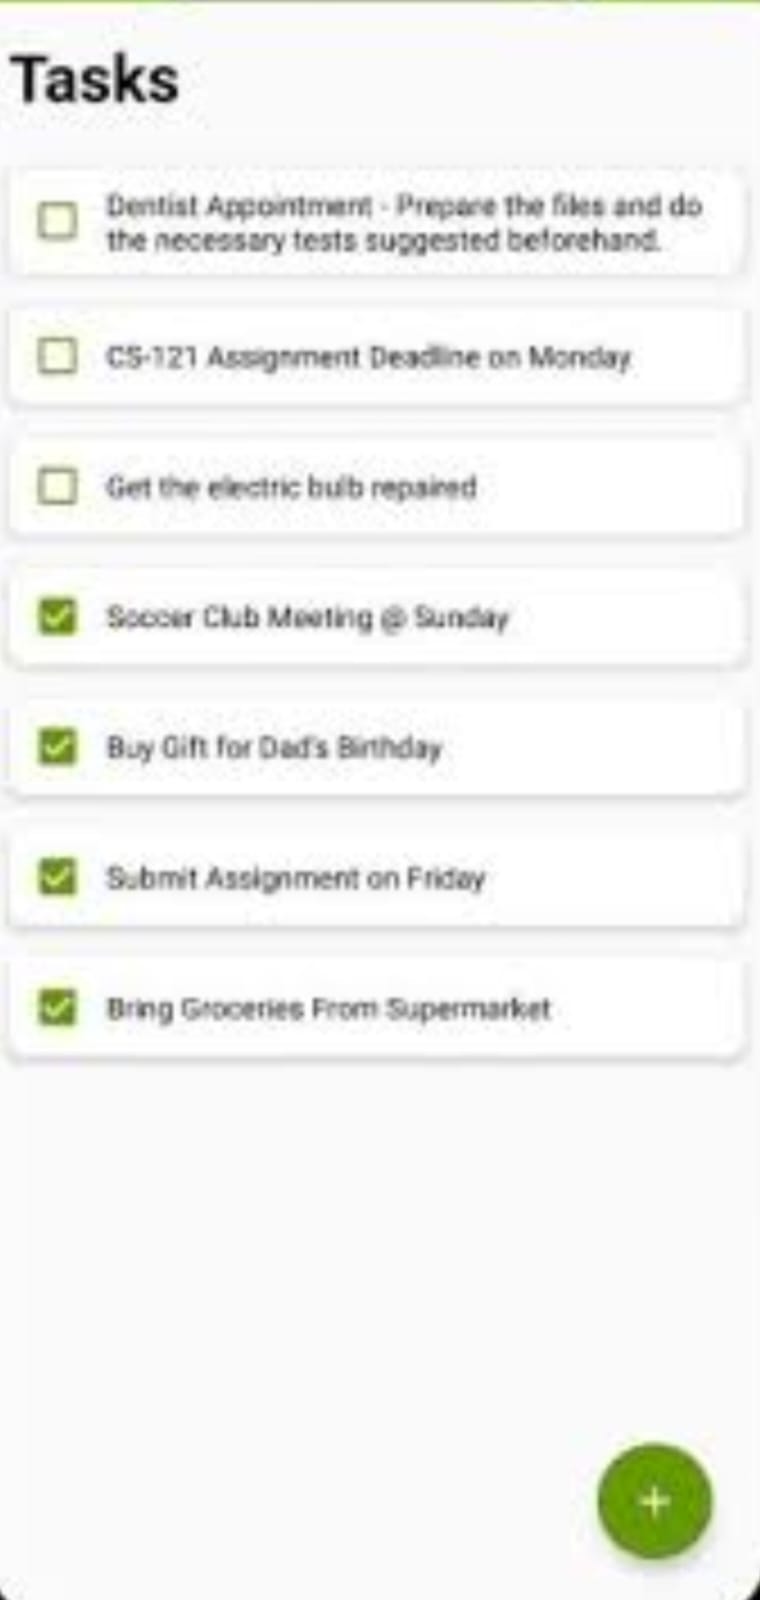 Tasks
Dentist Appointment - Prepare the files and do
the necessary tests suggested beforehand.
CS-121 Assignment Deadline on Monday
Get the electric bulb repaired
Soccer Club Meeting @ Sunday
Buy Gift for Dad's Birthday
Submit Assignment on Friday
Bring Groceries From Supermarket
+